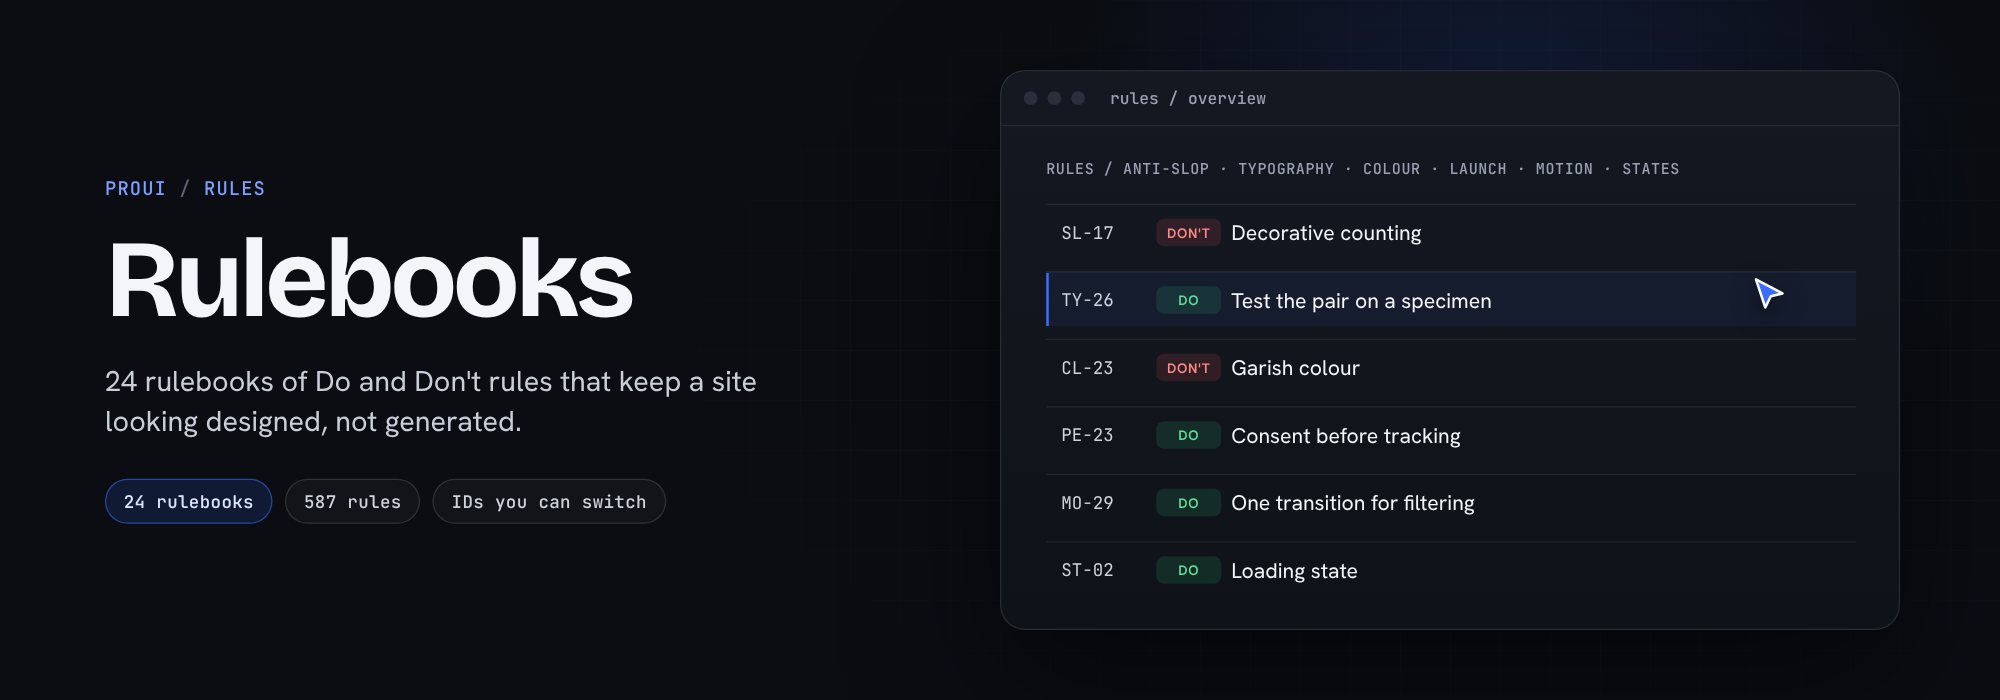 PROUI / RULES
Rulebooks
24 rulebooks of Do and Don't rules that keep a site
looking designed, not generated.
24 rulebooks
587 rules
IDs you can switch
rules / overview
RULES / ANTI-SLOP · TYPOGRAPHY · COLOUR · LAUNCH · MOTION · STATES
SL-17 DON'T Decorative counting
TY-26 DO Test the pair on a specimen
CL-23 DON'T Garish colour
PE-23 DO Consent before tracking
MO-29 DO One transition for filtering
ST-02 DO Loading state